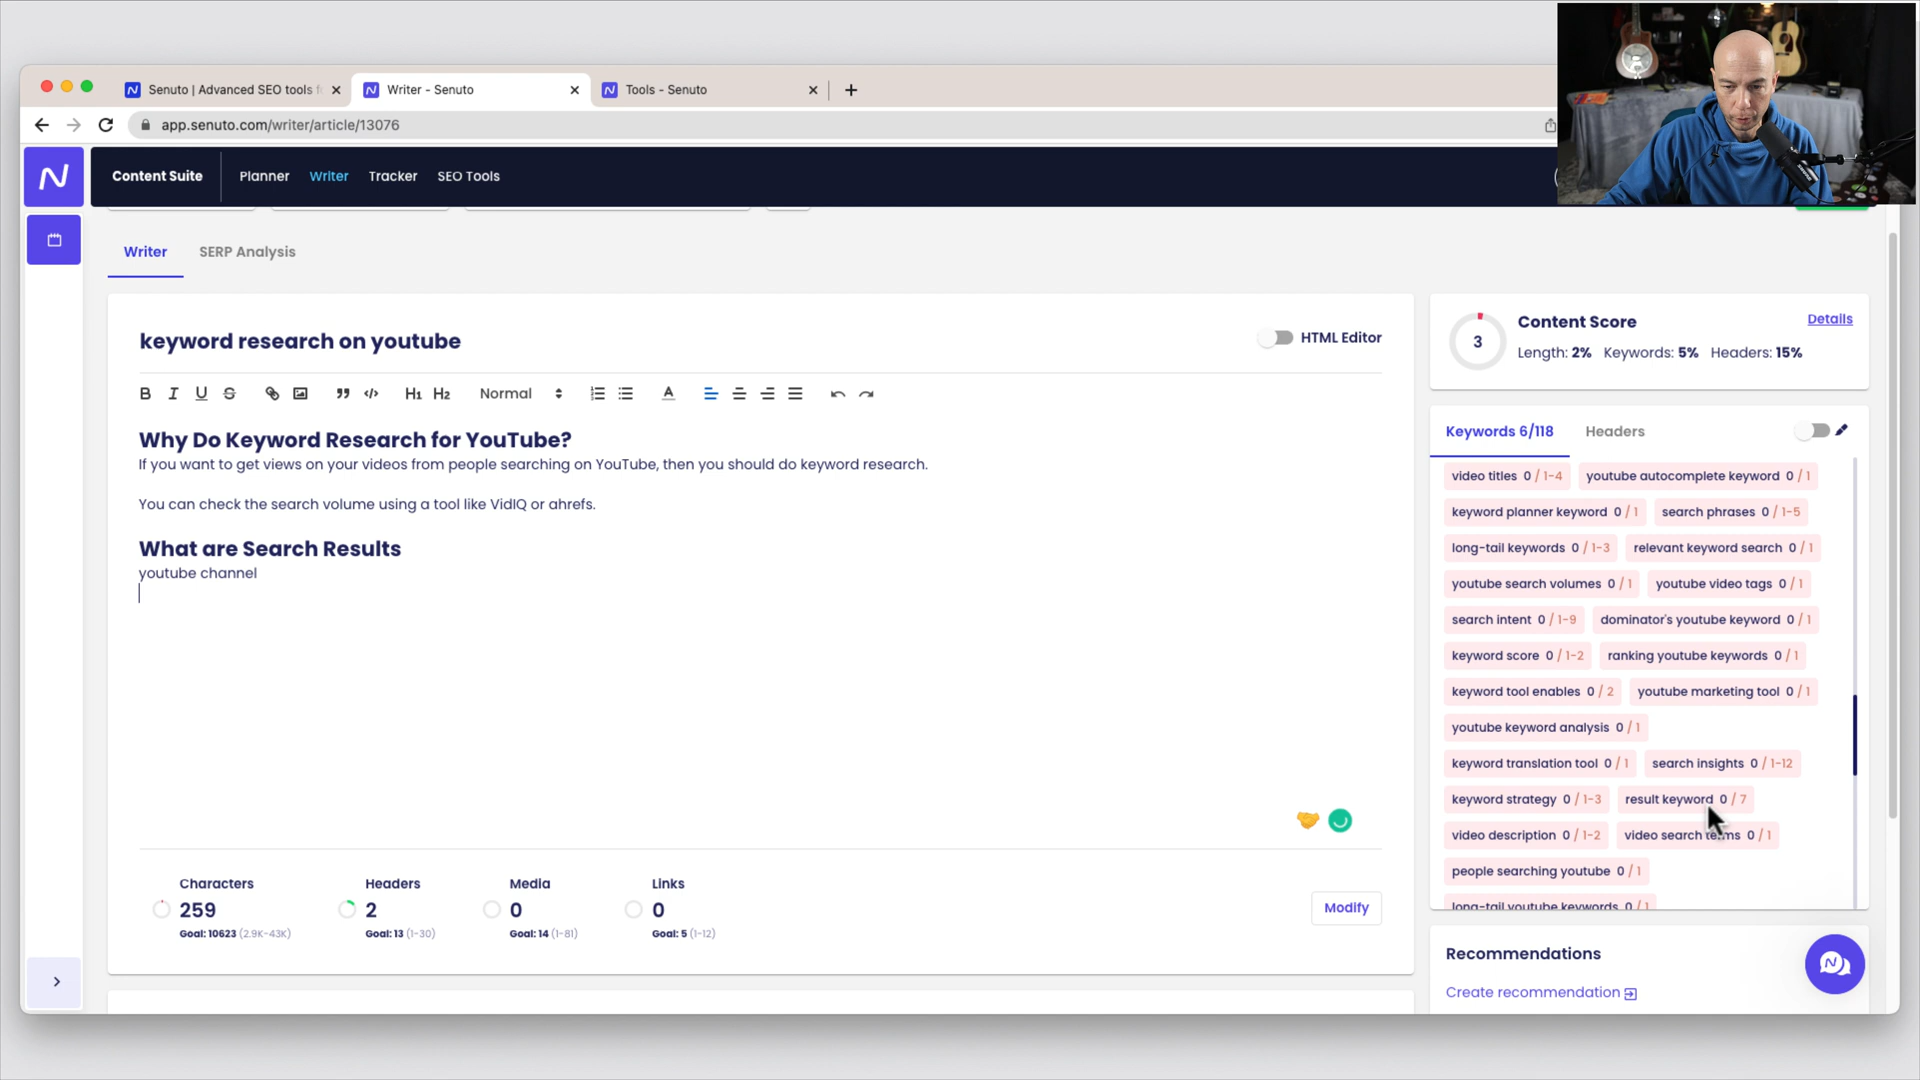 Senuto | Advanced SEO tools f
Writer - Senuto
Tools - Senuto
app.senuto.com/writer/article/13076
Content Suite
Planner
Writer
Tracker
SEO Tools
Writer
SERP Analysis
keyword research on youtube
HTML Editor
B I U S H1 H2 Normal A
Why Do Keyword Research for YouTube?
If you want to get views on your videos from people searching on YouTube, then you should do keyword research.
You can check the search volume using a tool like VidIQ or ahrefs.
What are Search Results
youtube channel
Characters
259
Goal: 10623 (2.9K-43K)
Headers
2
Goal: 13 (1-30)
Media
0
Goal: 14 (1-81)
Links
0
Goal: 5 (1-12)
Modify
3
Content Score
Details
Length: 2% Keywords: 5% Headers: 15%
Keywords 6/118
Headers
video titles 0 / 1-4
youtube autocomplete keyword 0 / 1
keyword planner keyword 0 / 1
search phrases 0 / 1-5
long-tail keywords 0 / 1-3
relevant keyword search 0 / 1
youtube search volumes 0 / 1
youtube video tags 0 / 1
search intent 0 / 1-9
dominator's youtube keyword 0 / 1
keyword score 0 / 1-2
ranking youtube keywords 0 / 1
keyword tool enables 0 / 2
youtube marketing tool 0 / 1
youtube keyword analysis 0 / 1
keyword translation tool 0 / 1
search insights 0 / 1-12
keyword strategy 0 / 1-3
result keyword 0 / 7
video description 0 / 1-2
video search terms 0 / 1
people searching youtube 0 / 1
long-tail youtube keywords 0 / 1
Recommendations
Create recommendation